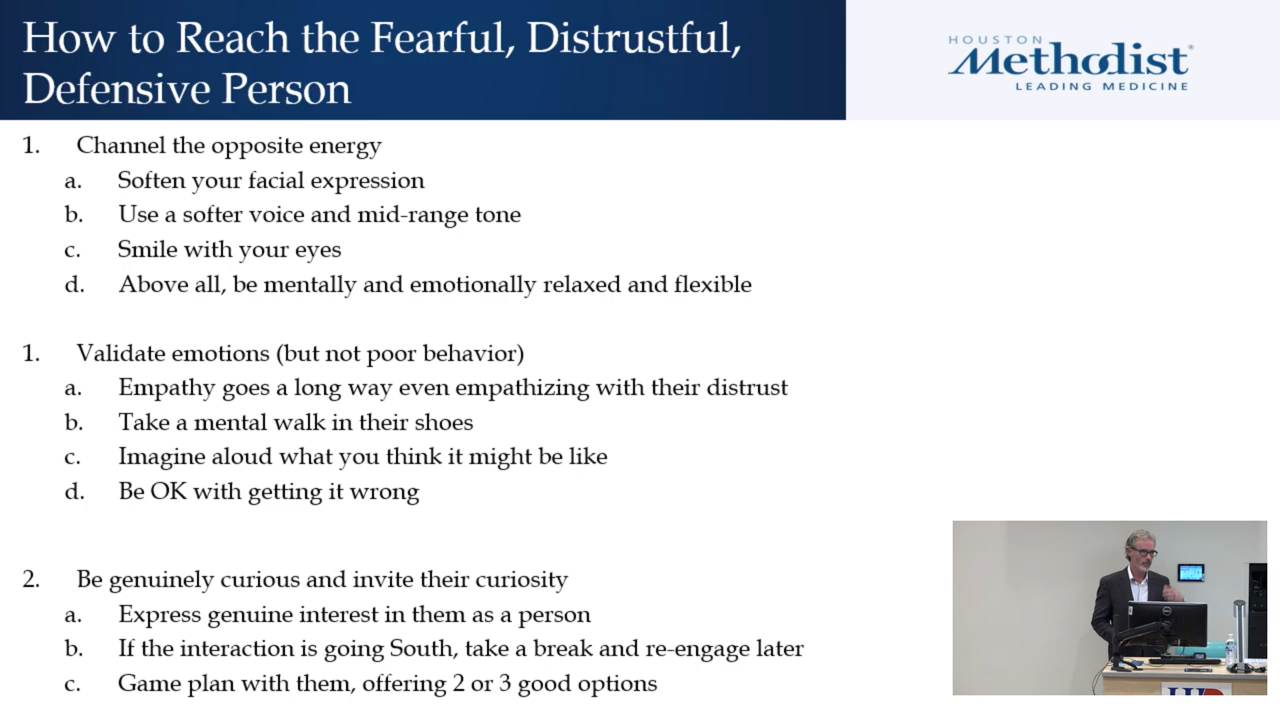 How to Reach the Fearful, Distrustful,
Defensive Person
HOUSTON
Methodist®
LEADING MEDICINE
1. Channel the opposite energy
a. Soften your facial expression
b. Use a softer voice and mid-range tone
c. Smile with your eyes
d. Above all, be mentally and emotionally relaxed and flexible
1. Validate emotions (but not poor behavior)
a. Empathy goes a long way even empathizing with their distrust
b. Take a mental walk in their shoes
c. Imagine aloud what you think it might be like
d. Be OK with getting it wrong
2. Be genuinely curious and invite their curiosity
a. Express genuine interest in them as a person
b. If the interaction is going South, take a break and re-engage later
c. Game plan with them, offering 2 or 3 good options